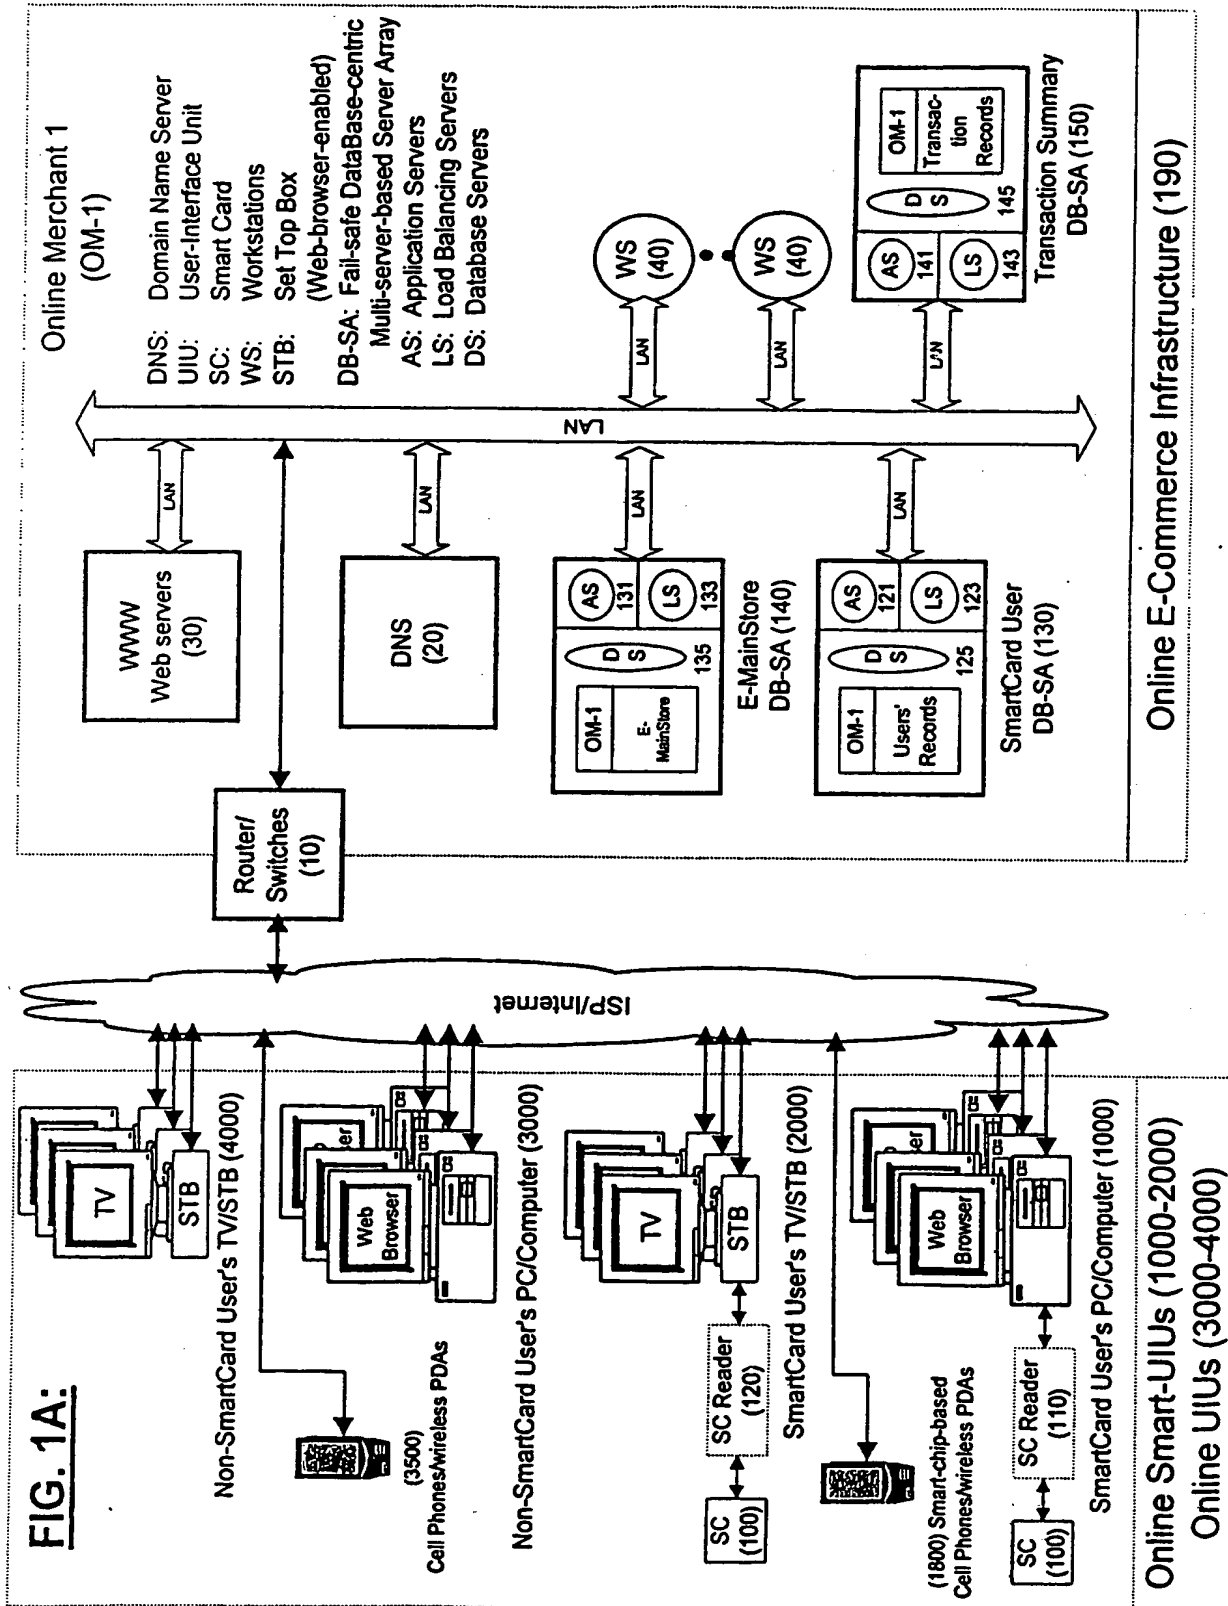 FIG. 1A:
Online Merchant 1
(OM-1)
DNS: Domain Name Server
UIU: User-Interface Unit
SC: Smart Card
WS: Workstations
STB: Set Top Box
(Web-browser-enabled)
DB-SA: Fail-safe DataBase-centric
Multi-server-based Server Array
AS: Application Servers
LS: Load Balancing Servers
DS: Database Servers
TV
STB
Non-SmartCard User's TV/STB (4000)
(3500)
Cell Phones/wireless PDAs
Web
Browser
Non-SmartCard User's PC/Computer (3000)
TV
STB
SC Reader
(120)
SC
(100)
SmartCard User's TV/STB (2000)
(1800) Smart-chip-based
Cell Phones/wireless PDAs
Web
Browser
SC Reader
(110)
SC
(100)
SmartCard User's PC/Computer (1000)
Online Smart-UIUs (1000-2000)
Online UIUs (3000-4000)
ISP/Internet
Router/
Switches
(10)
WWW
Web servers
(30)
LAN
DNS
(20)
LAN
LAN
OM-1
E-
MainStore
D
S
135
AS
131
LS
133
E-MainStore
DB-SA (140)
LAN
OM-1
Users'
Records
D
S
125
AS
121
LS
123
SmartCard User
DB-SA (130)
LAN
WS
(40)
LAN
WS
(40)
LAN
AS
141
LS
143
D
S
145
OM-1
Transac-
tion
Records
LAN
Transaction Summary
DB-SA (150)
Online E-Commerce Infrastructure (190)